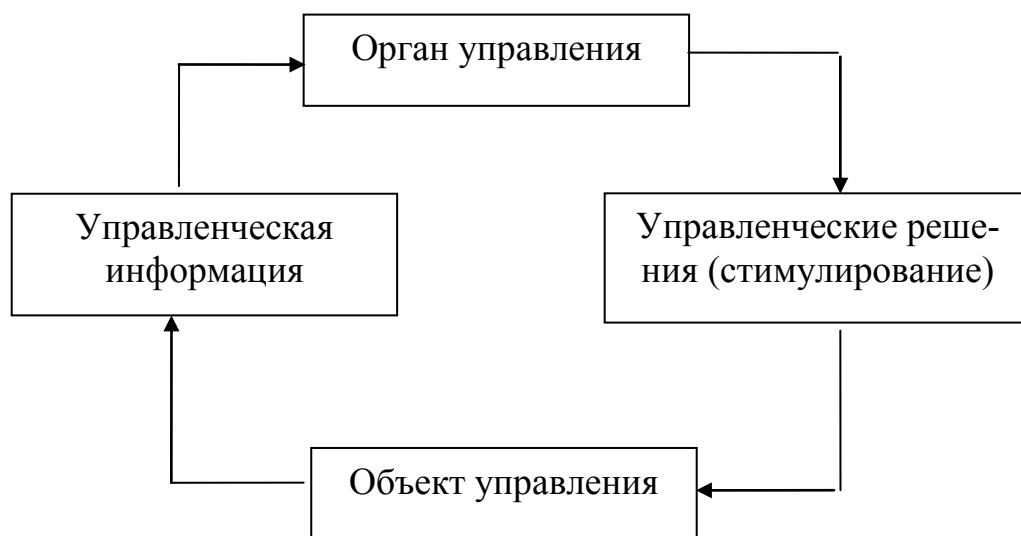 Орган управления
Управленческая
информация
Управленческие реше-
ния (стимулирование)
Объект управления